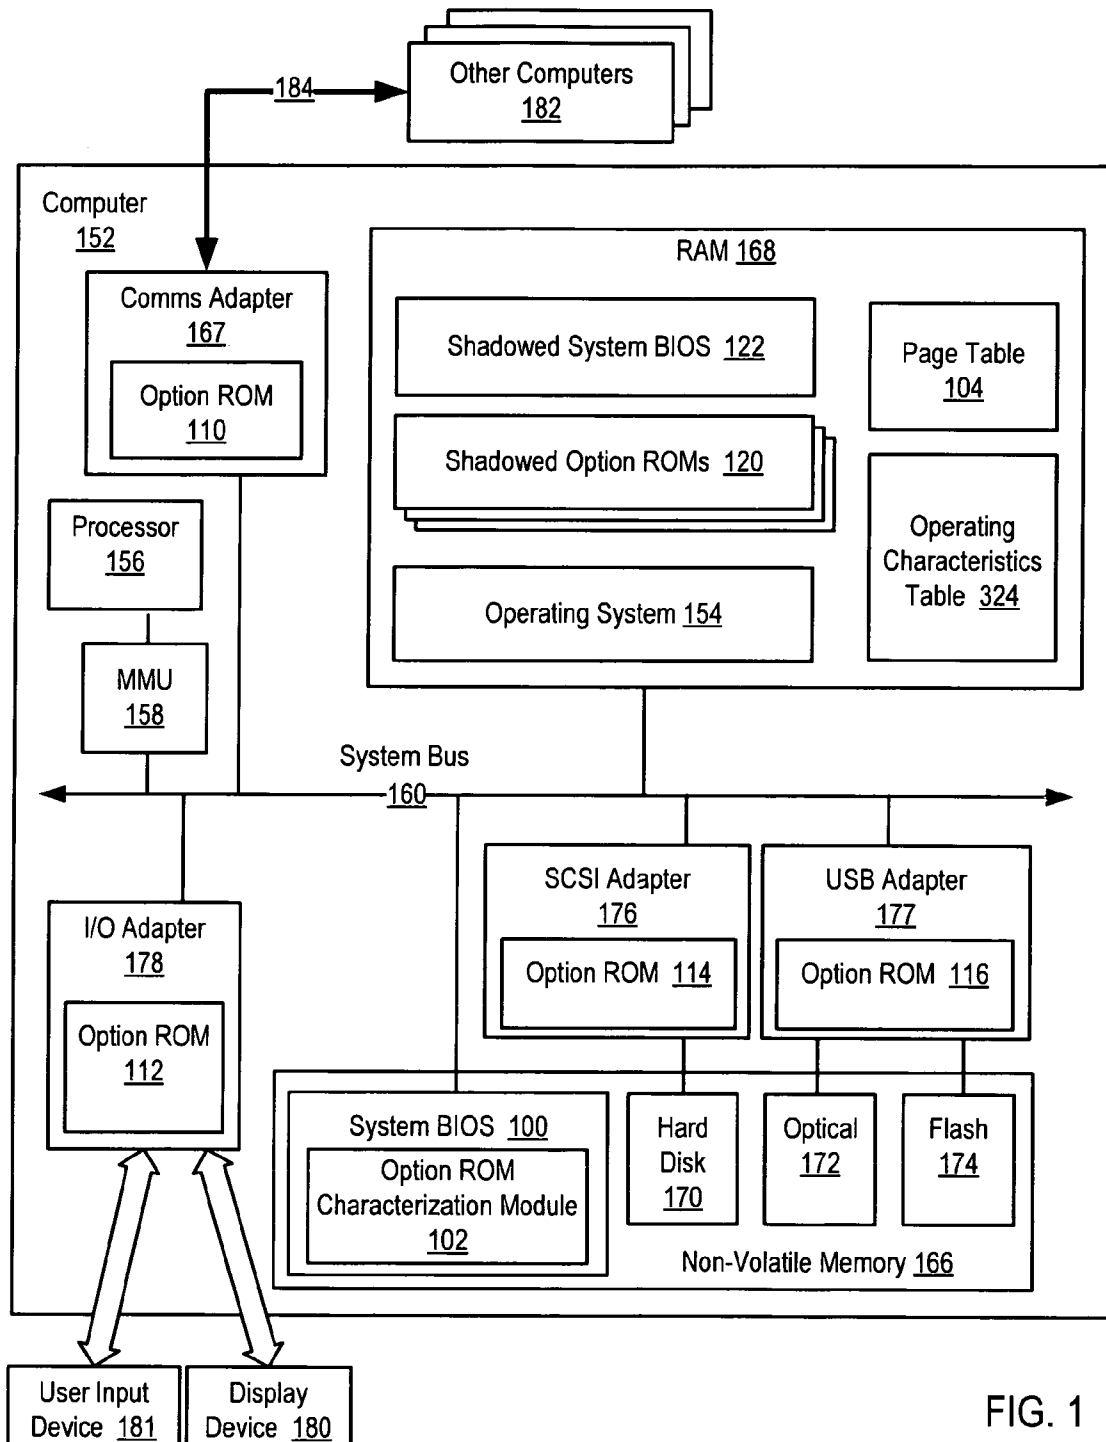 184
Other Computers
182
Computer
152
Comms Adapter
167
Option ROM
110
RAM 168
Shadowed System BIOS 122
Page Table
104
Shadowed Option ROMs 120
Operating
Characteristics
Table 324
Operating System 154
Processor
156
MMU
158
System Bus
160
SCSI Adapter
176
Option ROM 114
USB Adapter
177
Option ROM 116
I/O Adapter
178
Option ROM
112
System BIOS 100
Option ROM
Characterization Module
102
Hard
Disk
170
Optical
172
Flash
174
Non-Volatile Memory 166
User Input
Device 181
Display
Device 180
FIG. 1